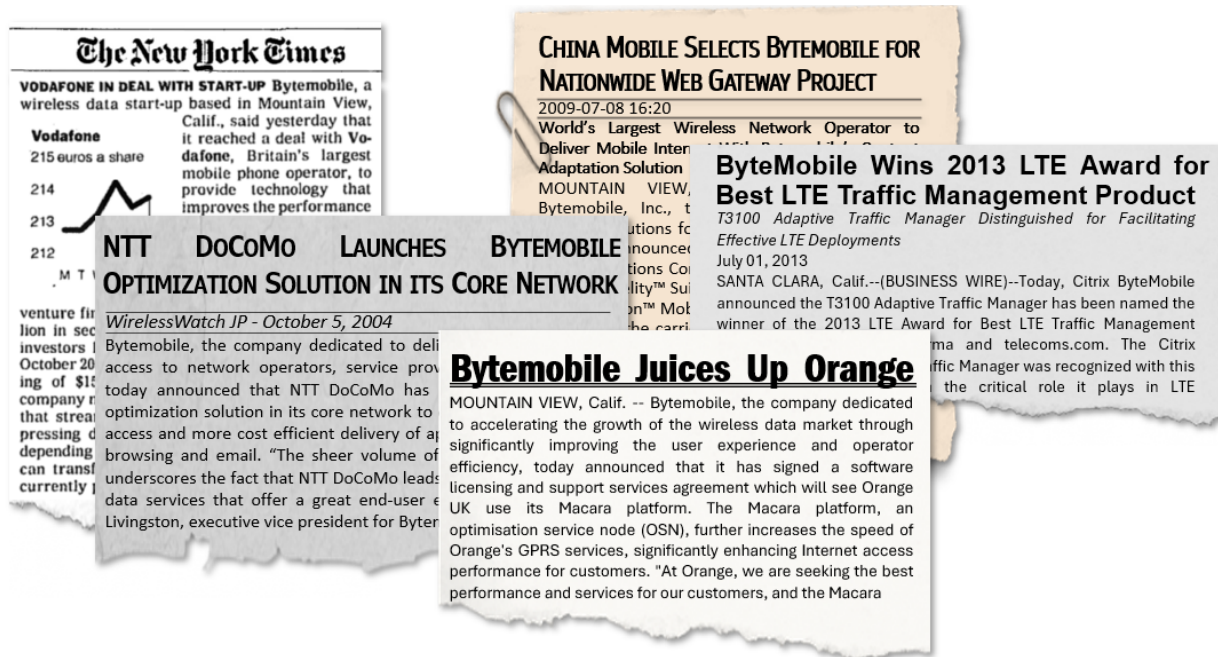 The New York Times
VODAFONE IN DEAL WITH START-UP Bytemobile, a
wireless data start-up based in Mountain View,
Calif., said yesterday that
it reached a deal with Vo-
dafone, Britain's largest
mobile phone operator, to
provide technology that
improves the performance
Vodafone
215 euros a share
214
213
212
M T
venture
lion in
investors
October 20
ing of
company
that
pressing
depending
can
currently
CHINA MOBILE SELECTS BYTEMOBILE FOR
NATIONWIDE WEB GATEWAY PROJECT
2009-07-08 16:20
World's Largest Wireless Network Operator to
Deliver Mobile
Adaptation Solution
MOUNTAIN VIEW,
Bytemobile, Inc.,
ByteMobile Wins 2013 LTE Award for
Best LTE Traffic Management Product
T3100 Adaptive Traffic Manager Distinguished for Facilitating
Effective LTE Deployments
July 01, 2013
SANTA CLARA, Calif.--(BUSINESS WIRE)--Today, Citrix ByteMobile
announced the T3100 Adaptive Traffic Manager has been named the
winner of the 2013 LTE Award for Best LTE Traffic Management
and telecoms.com. The Citrix
Manager was recognized with this
the critical role it plays in LTE
NTT DOCOMO LAUNCHES BYTEMOBILE
OPTIMIZATION SOLUTION IN ITS CORE NETWORK
WirelessWatch JP - October 5, 2004
Bytemobile, the company dedicated to
access to network operators, service
today announced that NTT DoCoMo has
optimization solution in its core network to
access and more cost efficient delivery of
browsing and email. “The sheer volume of
underscores the fact that NTT DoCoMo leads
data services that offer a great end-user
Livingston, executive vice president for
Bytemobile Juices Up Orange
MOUNTAIN VIEW, Calif. -- Bytemobile, the company dedicated
to accelerating the growth of the wireless data market through
significantly improving the user experience and operator
efficiency, today announced that it has signed a software
licensing and support services agreement which will see Orange
UK use its Macara platform. The Macara platform, an
optimisation service node (OSN), further increases the speed of
Orange's GPRS services, significantly enhancing Internet access
performance for customers. "At Orange, we are seeking the best
performance and services for our customers, and the Macara